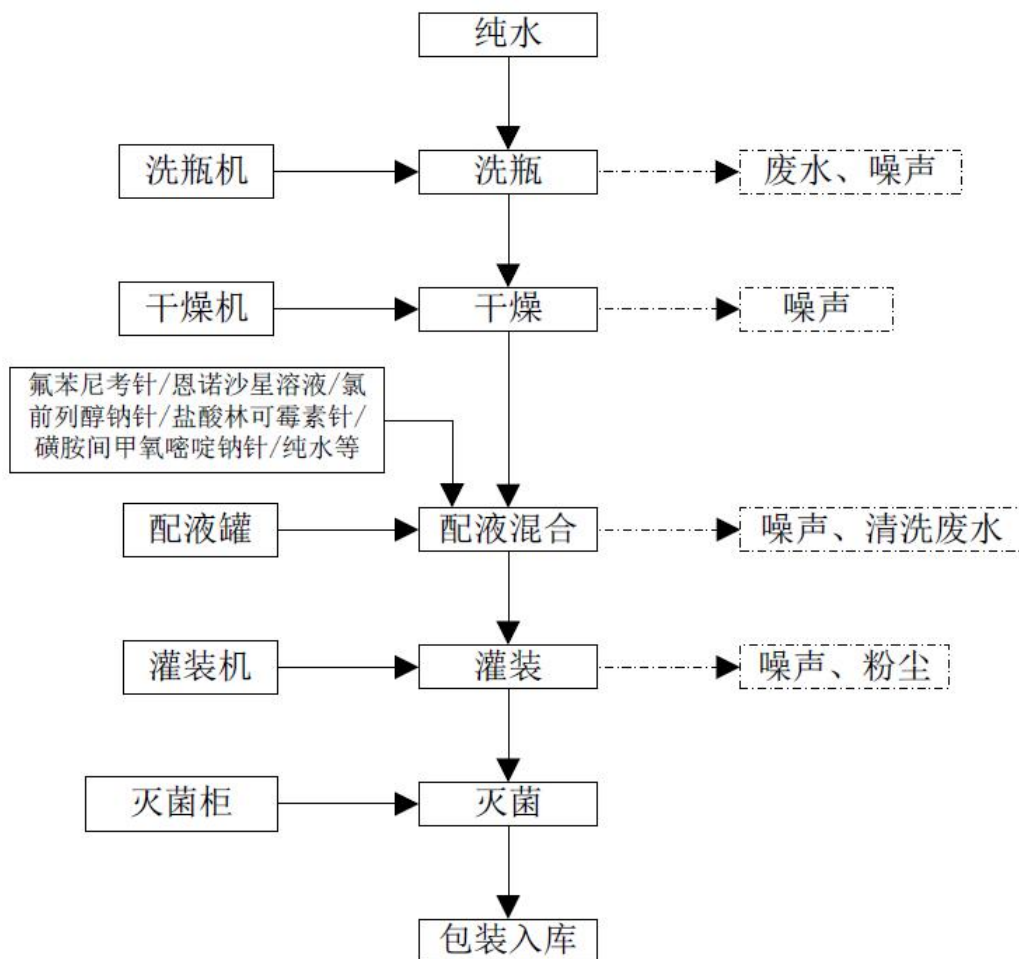 纯水
洗瓶机
洗瓶
废水、噪声
干燥机
干燥
噪声
氟苯尼考针/恩诺沙星溶液/氯
前列醇钠针/盐酸林可霉素针/
磺胺间甲氧嘧啶钠针/纯水等
配液罐
配液混合
噪声、清洗废水
灌装机
灌装
噪声、粉尘
灭菌柜
灭菌
包装入库